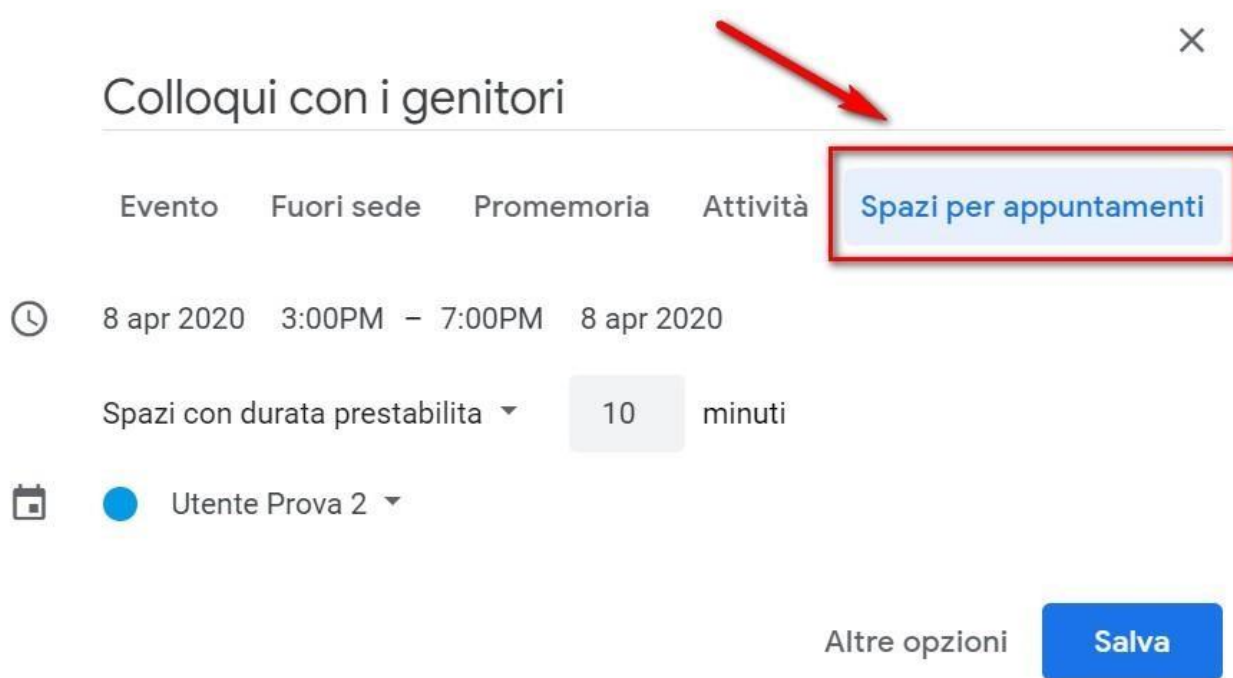 Colloqui con i genitori
Evento Fuori sede Promemoria Attività Spazi per appuntamenti
8 apr 2020 3:00PM – 7:00PM 8 apr 2020
Spazi con durata prestabilita 10 minuti
Utente Prova 2
Altre opzioni Salva